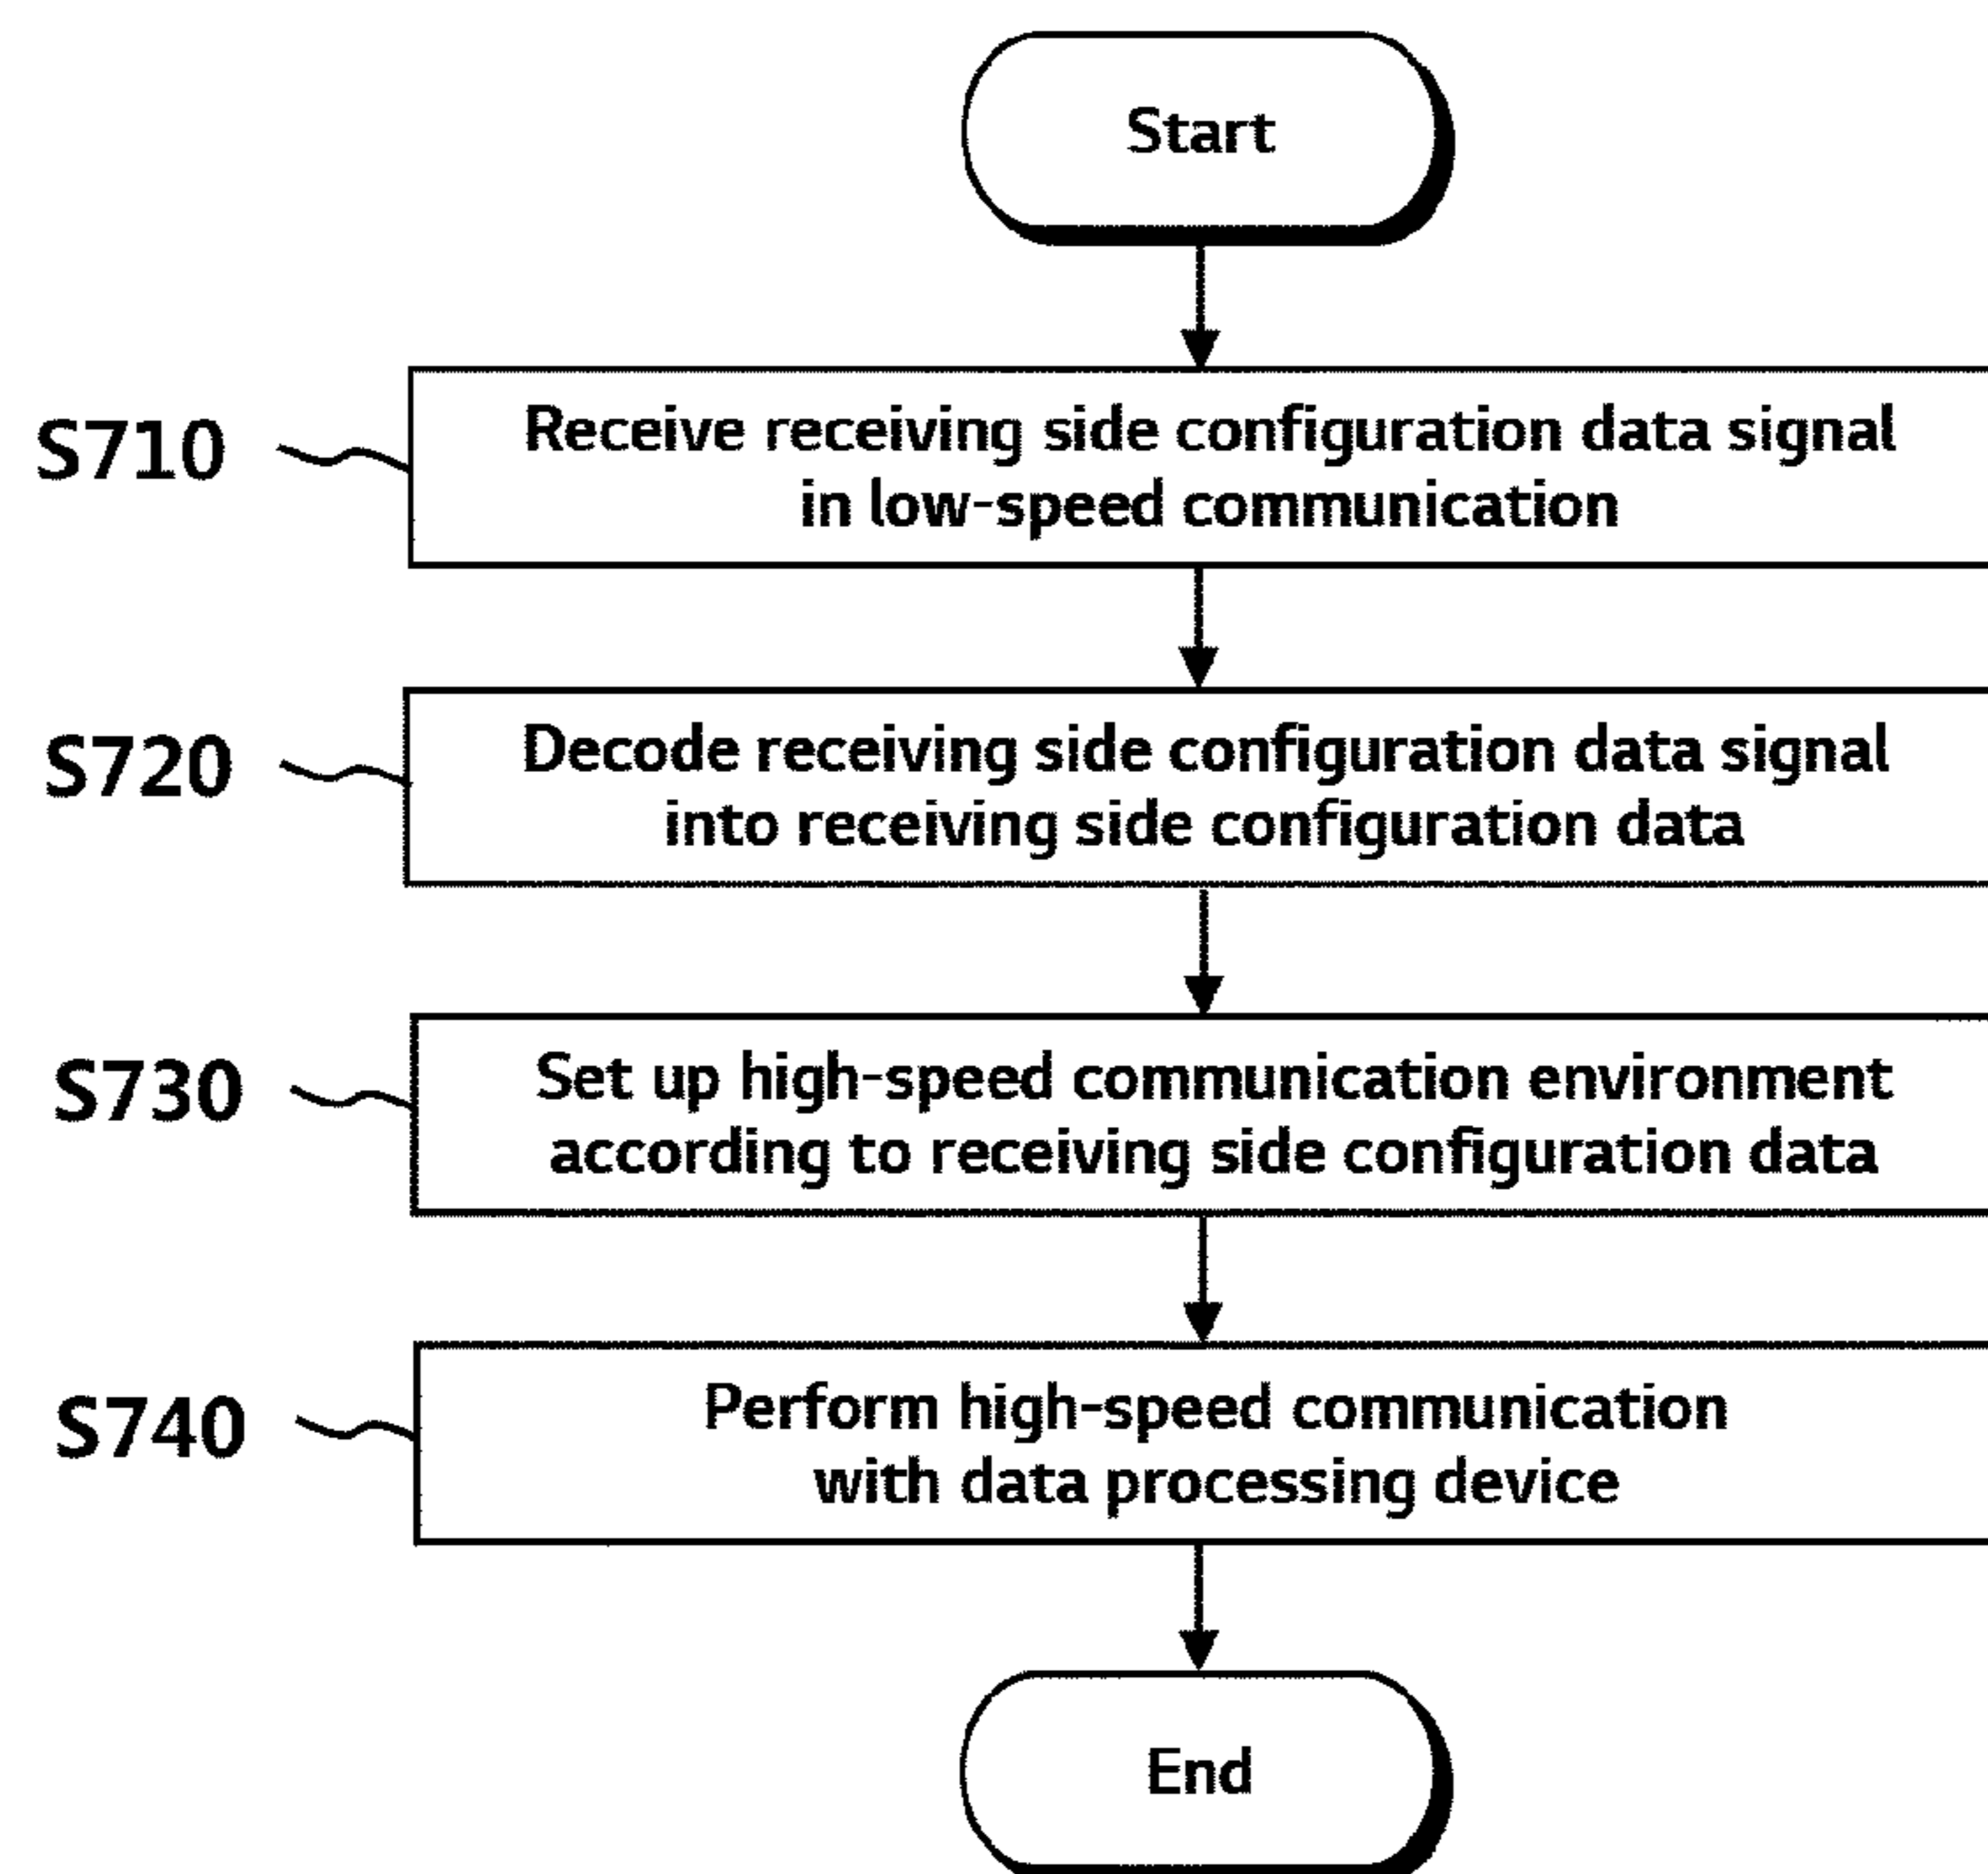 Start
S710
Receive receiving side configuration data signal
in low-speed communication
S720
Decode receiving side configuration data signal
into receiving side configuration data
S730
Set up high-speed communication environment
according to receiving side configuration data
S740
Perform high-speed communication
with data processing device
End